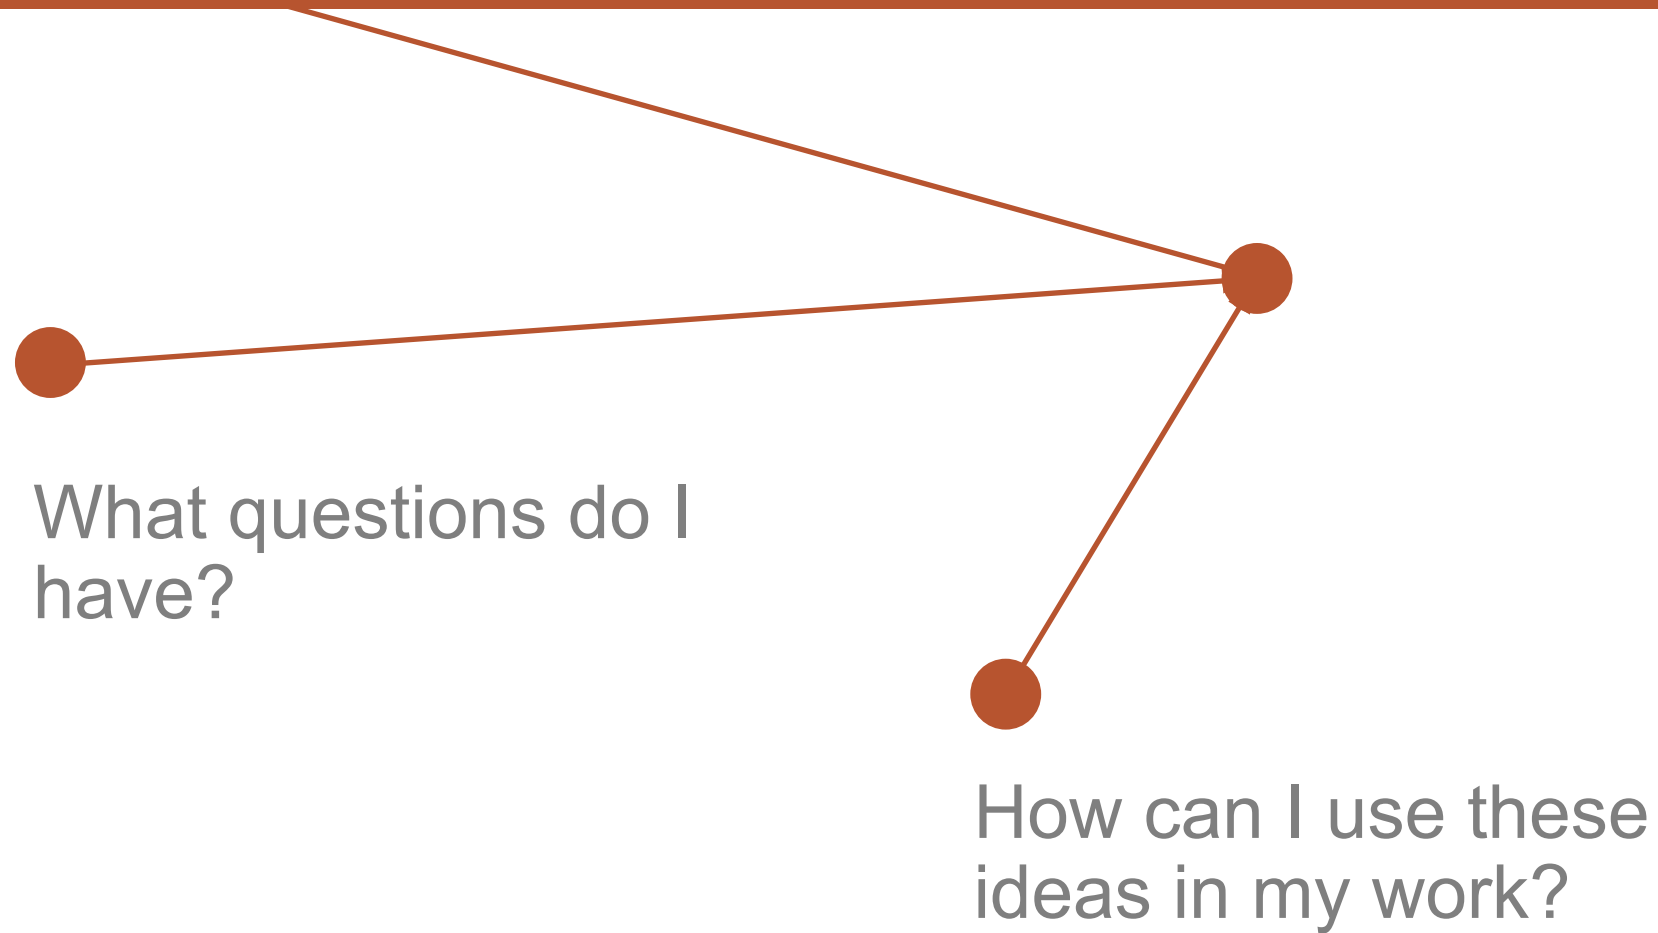 What questions do I
have?
How can I use these
ideas in my work?